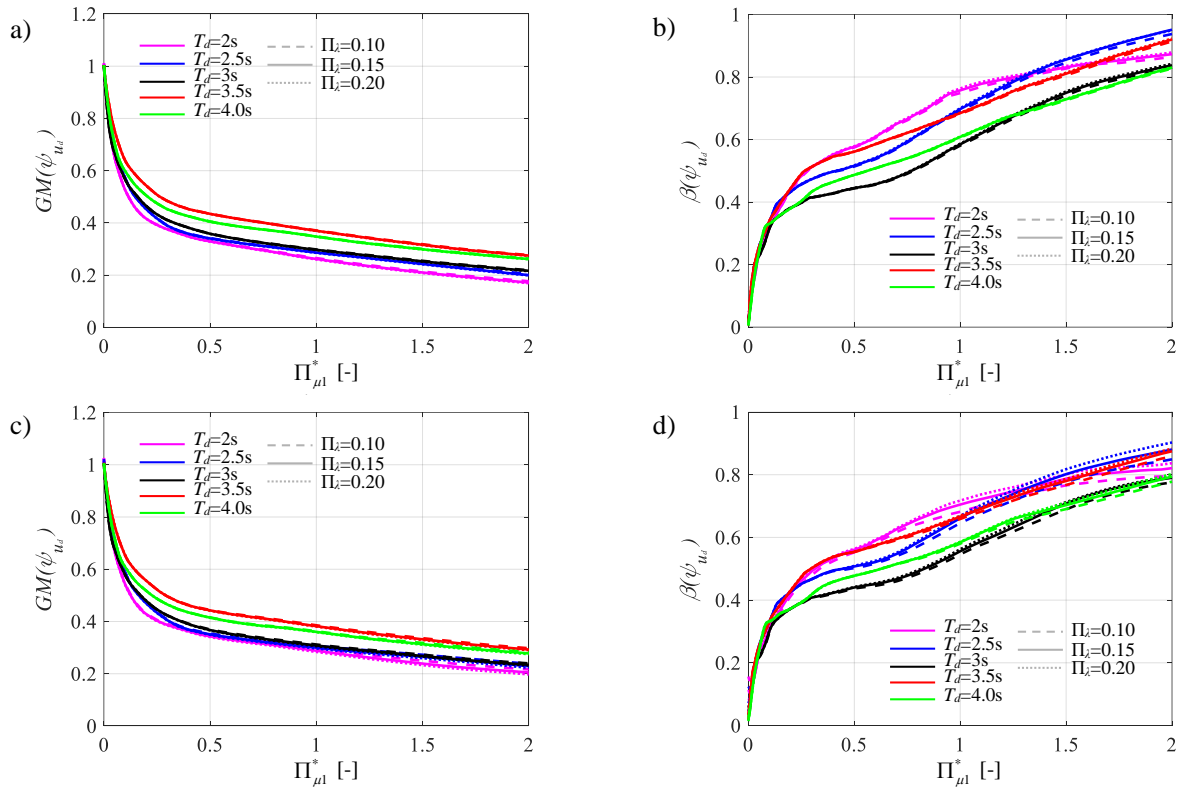 a)
GM(ψ_{u_d})
1.2
1
0.8
0.6
0.4
0.2
0
T_d=2s
T_d=2.5s
T_d=3s
T_d=3.5s
T_d=4.0s
Π_λ=0.10
Π_λ=0.15
Π_λ=0.20
0 0.5 1 1.5 2
Π*_{μ1} [-]
b)
β(ψ_{u_d})
1
0.8
0.6
0.4
0.2
0
T_d=2s
T_d=2.5s
T_d=3s
T_d=3.5s
T_d=4.0s
Π_λ=0.10
Π_λ=0.15
Π_λ=0.20
0 0.5 1 1.5 2
Π*_{μ1} [-]
c)
GM(ψ_{u_d})
1.2
1
0.8
0.6
0.4
0.2
0
T_d=2s
T_d=2.5s
T_d=3s
T_d=3.5s
T_d=4.0s
Π_λ=0.10
Π_λ=0.15
Π_λ=0.20
0 0.5 1 1.5 2
Π*_{μ1} [-]
d)
β(ψ_{u_d})
1
0.8
0.6
0.4
0.2
0
T_d=2s
T_d=2.5s
T_d=3s
T_d=3.5s
T_d=4.0s
Π_λ=0.10
Π_λ=0.15
Π_λ=0.20
0 0.5 1 1.5 2
Π*_{μ1} [-]